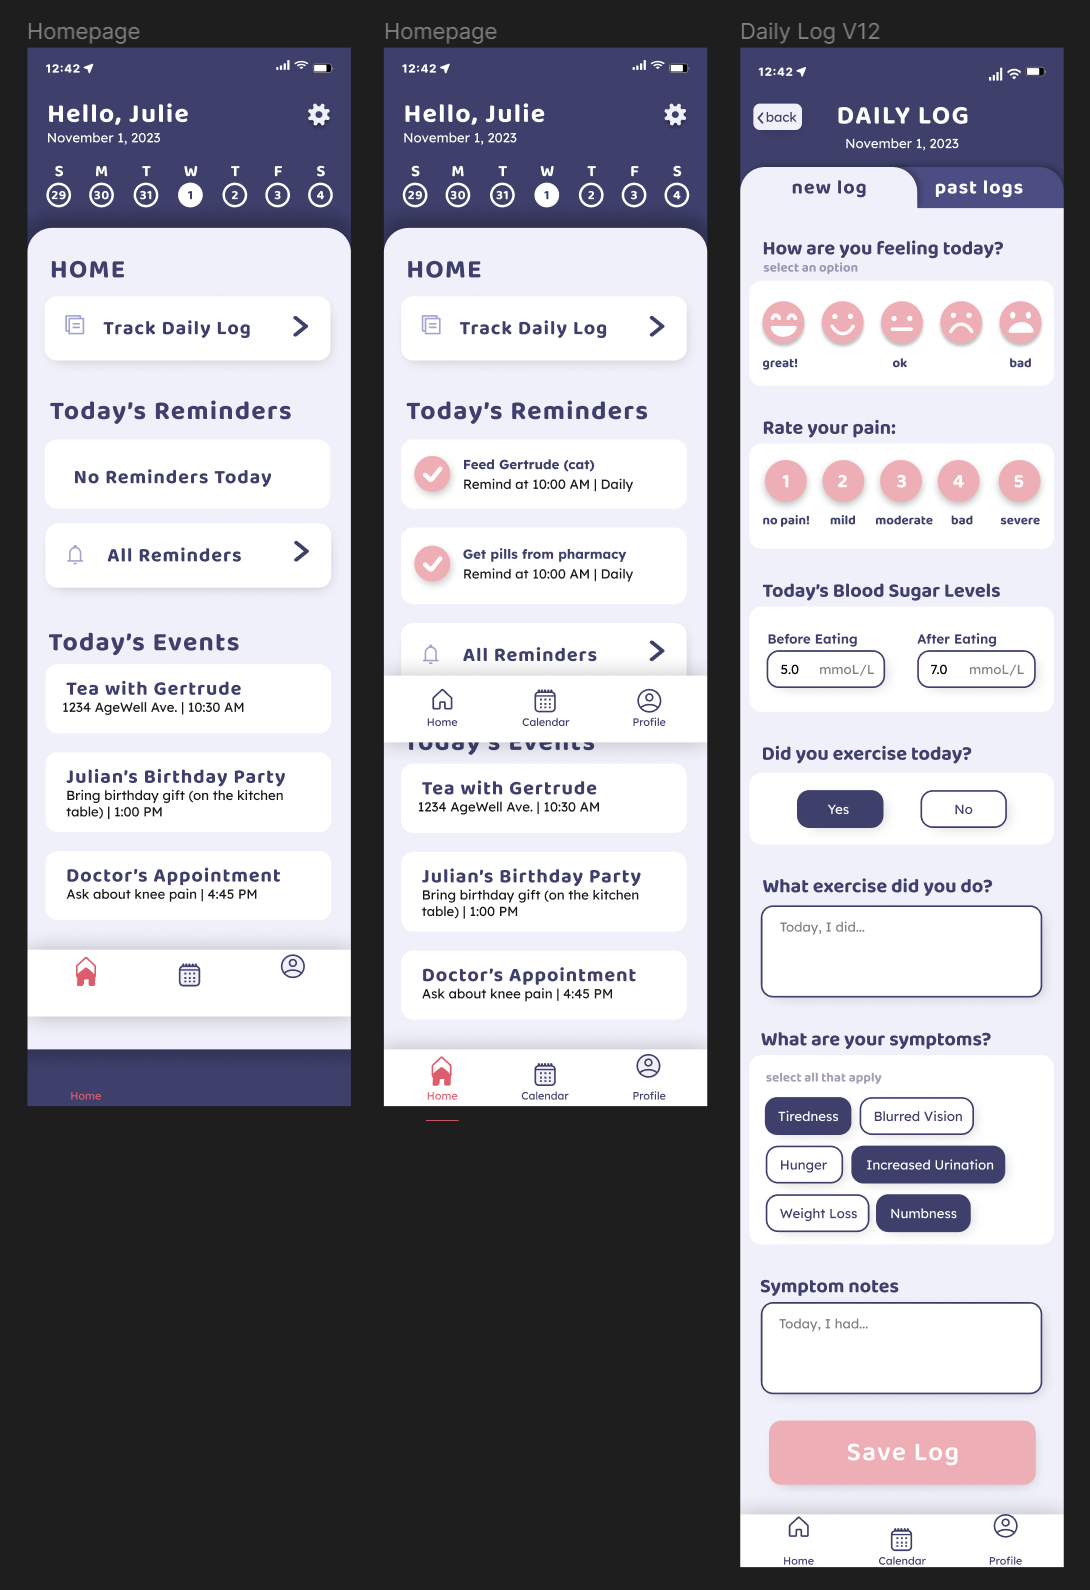 Homepage
12:42
Hello, Julie
November 1, 2023
S M T W T F S
29 30 31 1 2 3 4
HOME
Track Daily Log
Today's Reminders
No Reminders Today
All Reminders
Today's Events
Tea with Gertrude
1234 AgeWell Ave. | 10:30 AM
Julian's Birthday Party
Bring birthday gift (on the kitchen
table) | 1:00 PM
Doctor's Appointment
Ask about knee pain | 4:45 PM
Home
Homepage
12:42
Hello, Julie
November 1, 2023
S M T W T F S
29 30 31 1 2 3 4
HOME
Track Daily Log
Today's Reminders
Feed Gertrude (cat)
Remind at 10:00 AM | Daily
Get pills from pharmacy
Remind at 10:00 AM | Daily
All Reminders
Home Calendar Profile
Today's Events
Tea with Gertrude
1234 AgeWell Ave. | 10:30 AM
Julian's Birthday Party
Bring birthday gift (on the kitchen
table) | 1:00 PM
Doctor's Appointment
Ask about knee pain | 4:45 PM
Home Calendar Profile
Daily Log V12
12:42
back
DAILY LOG
November 1, 2023
new log past logs
How are you feeling today?
select an option
great! ok bad
Rate your pain:
1 2 3 4 5
no pain! mild moderate bad severe
Today's Blood Sugar Levels
Before Eating After Eating
5.0 mmoL/L 7.0 mmoL/L
Did you exercise today?
Yes No
What exercise did you do?
Today, I did...
What are your symptoms?
select all that apply
Tiredness Blurred Vision
Hunger Increased Urination
Weight Loss Numbness
Symptom notes
Today, I had...
Save Log
Home Calendar Profile